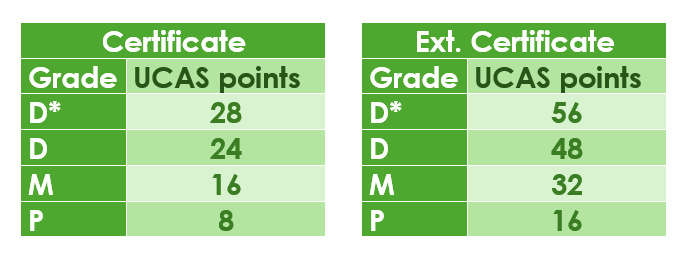 Certificate
Grade UCAS points
D* 28
D 24
M 16
P 8
Ext. Certificate
Grade UCAS points
D* 56
D 48
M 32
P 16